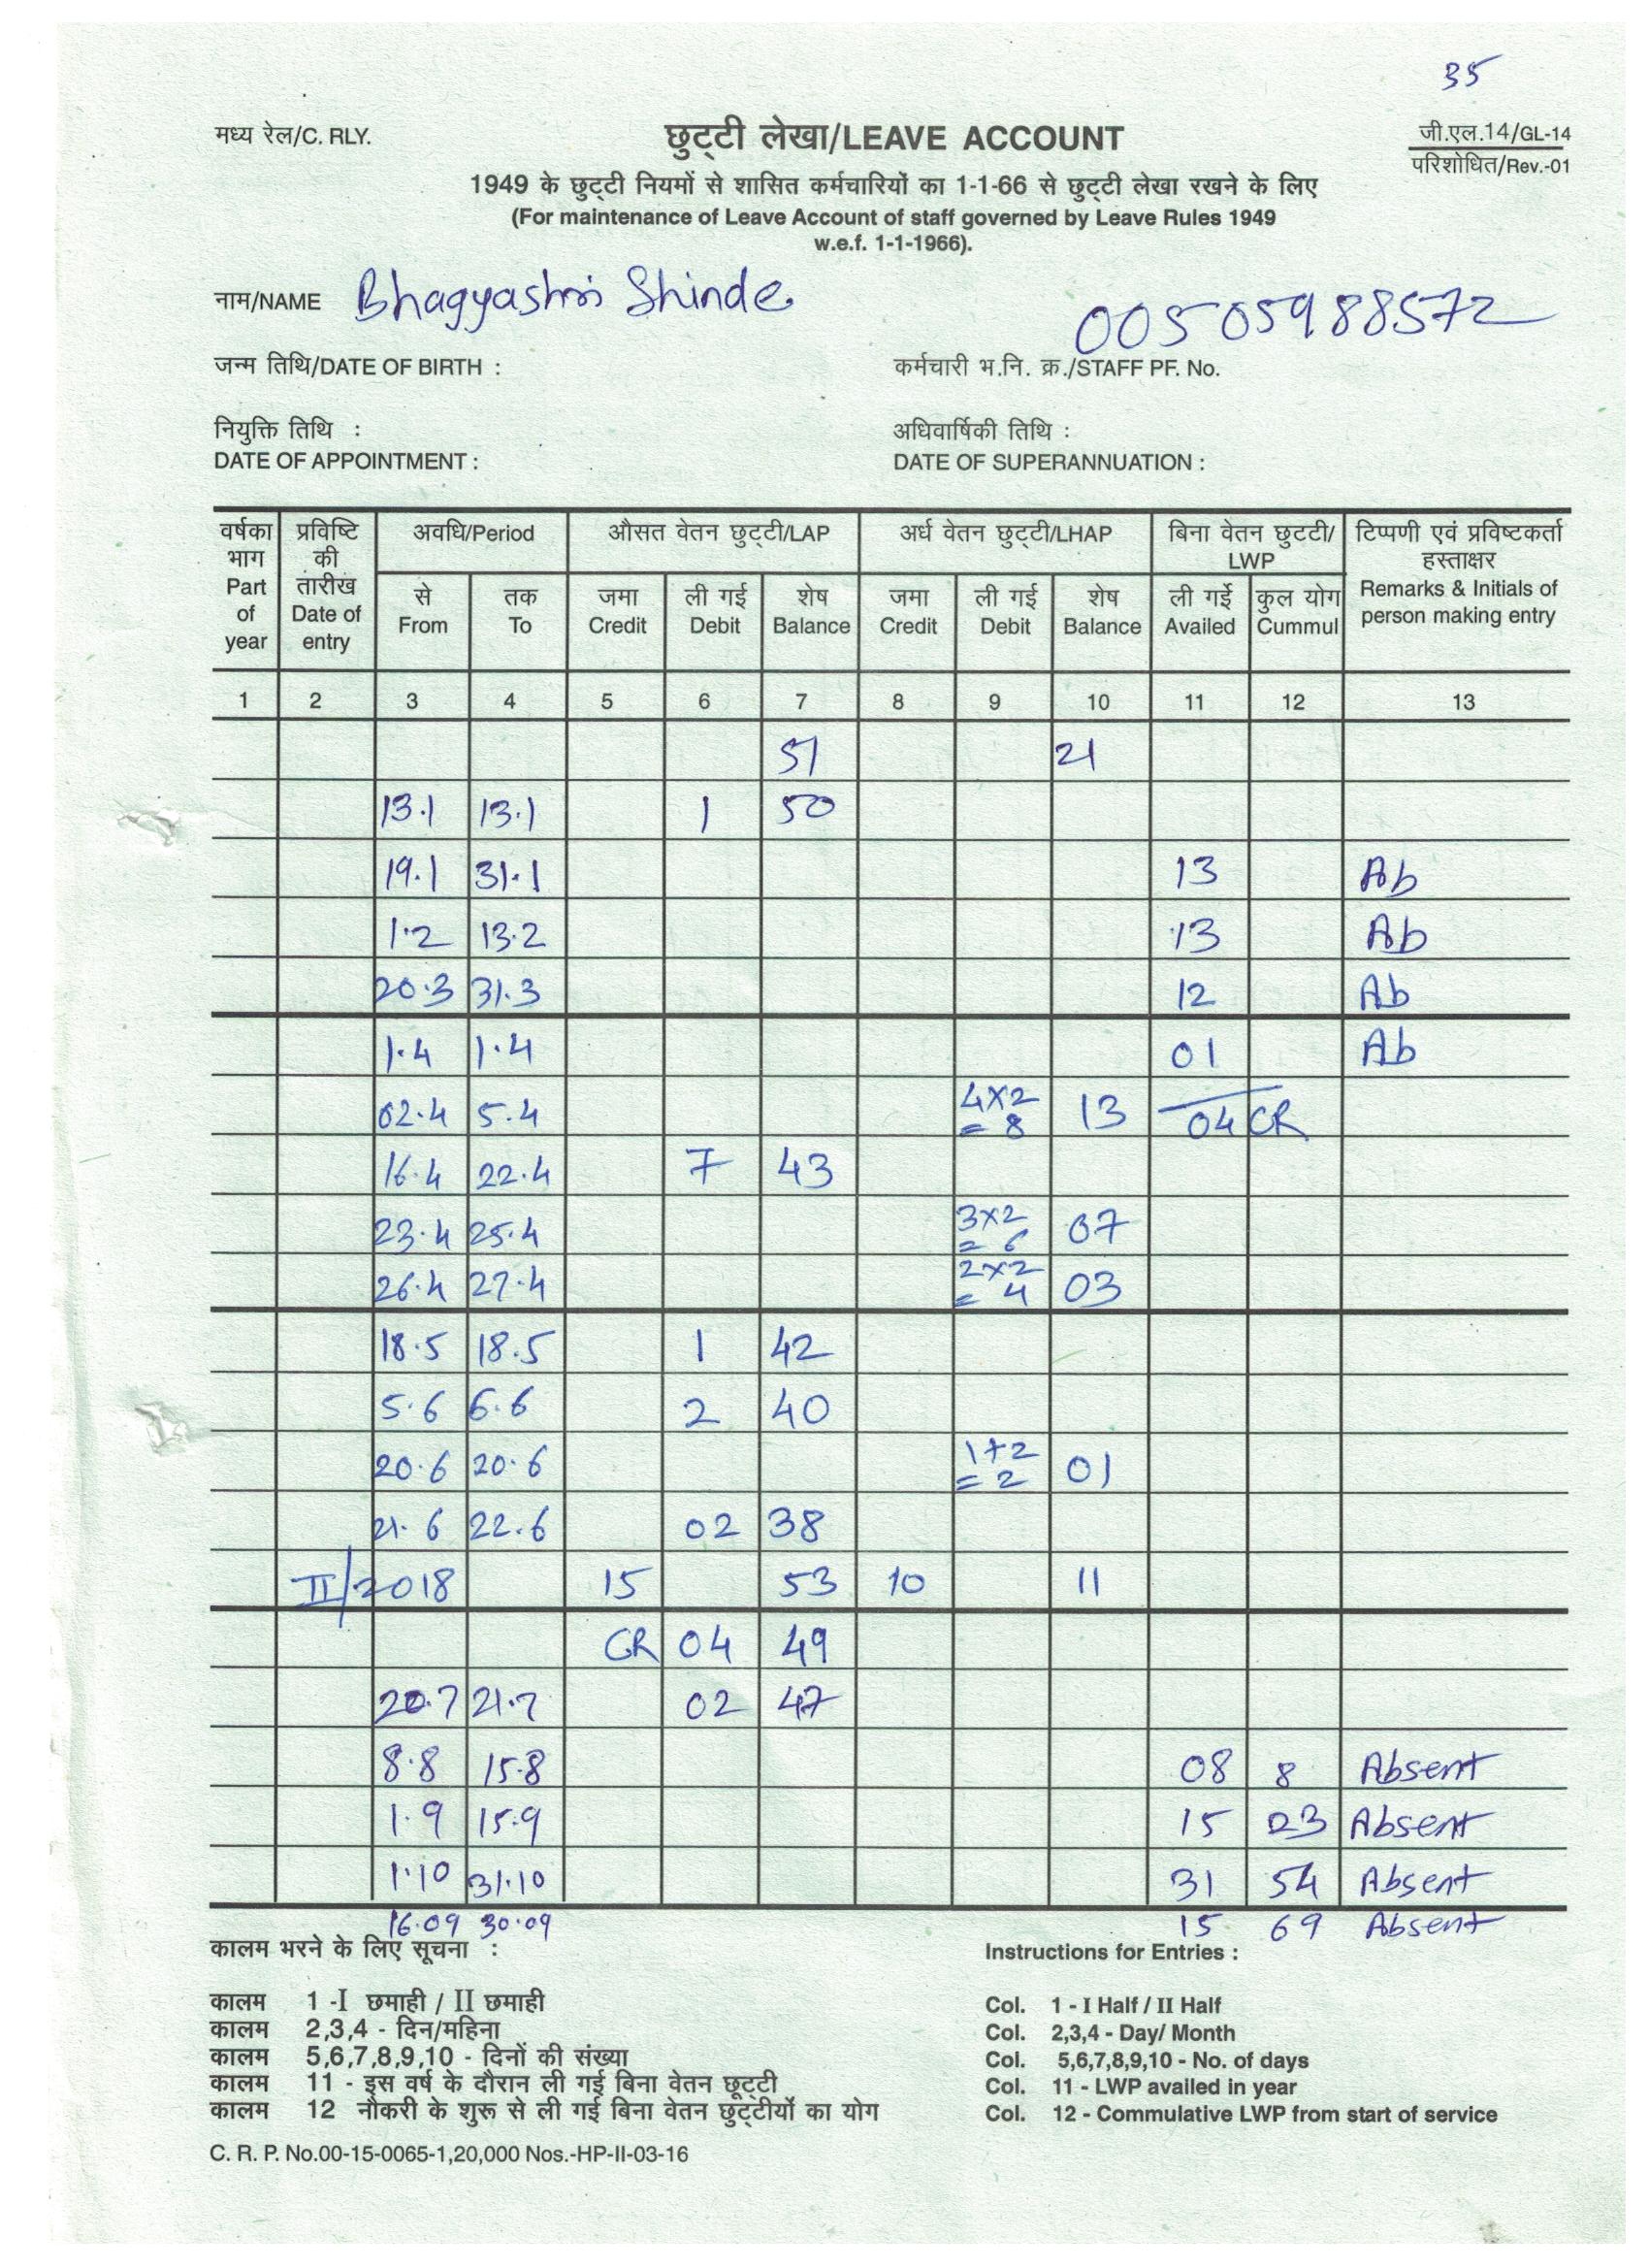 35
मध्य रेल/C. RLY.
छुट्टी लेखा/LEAVE ACCOUNT
जी.एल.14/GL-14
परिशोधित/Rev.-01
1949 के छुट्टी नियमों से शासित कर्मचारियों का 1-1-66 से छुट्टी लेखा रखने के लिए
(For maintenance of Leave Account of staff governed by Leave Rules 1949
w.e.f. 1-1-1966).
नाम/NAME Bhagyashri Shinde
00505988572
जन्म तिथि/DATE OF BIRTH : कर्मचारी भ.नि. क्र./STAFF PF. No.
नियुक्ति तिथि : अधिवार्षिकी तिथि :
DATE OF APPOINTMENT : DATE OF SUPERANNUATION :
वर्षका भाग Part of year | प्रविष्टि की तारीख Date of entry | अवधि/Period | औसत वेतन छुट्टी/LAP | अर्ध वेतन छुट्टी/LHAP | बिना वेतन छुटटी/ LWP | टिप्पणी एवं प्रविष्टकर्ता हस्ताक्षर Remarks & Initials of person making entry
से From | तक To | जमा Credit | ली गई Debit | शेष Balance | जमा Credit | ली गई Debit | शेष Balance | ली गई Availed | कुल योग Cummul
1 2 3 4 5 6 7 8 9 10 11 12 13
51 21
13.1 13.1 1 50
19.1 31.1 13 Ab
1.2 13.2 13 Ab
20.3 31.3 12 Ab
1.4 1.4 01 Ab
02.4 5.4 4x2 = 8 13 04 CR
16.4 22.4 7 43
23.4 25.4 3x2 = 6 07
26.4 27.4 2x2 = 4 03
18.5 18.5 1 42
5.6 6.6 2 40
20.6 20.6 1+2 = 2 01
21.6 22.6 02 38
II/2018 15 53 10 11
CR 04 49
20.7 21.7 02 47
8.8 15.8 08 8 Absent
1.9 15.9 15 23 Absent
1.10 31.10 31 54 Absent
16.09 30.09 15 69 Absent
कालम भरने के लिए सूचना : Instructions for Entries :
कालम 1 -I छमाही / II छमाही Col. 1 - I Half / II Half
कालम 2,3,4 - दिन/महिना Col. 2,3,4 - Day/ Month
कालम 5,6,7,8,9,10 - दिनों की संख्या Col. 5,6,7,8,9,10 - No. of days
कालम 11 - इस वर्ष के दौरान ली गई बिना वेतन छूट्टी Col. 11 - LWP availed in year
कालम 12 नौकरी के शुरू से ली गई बिना वेतन छुट्टीयों का योग Col. 12 - Commulative LWP from start of service
C. R. P. No.00-15-0065-1,20,000 Nos.-HP-II-03-16